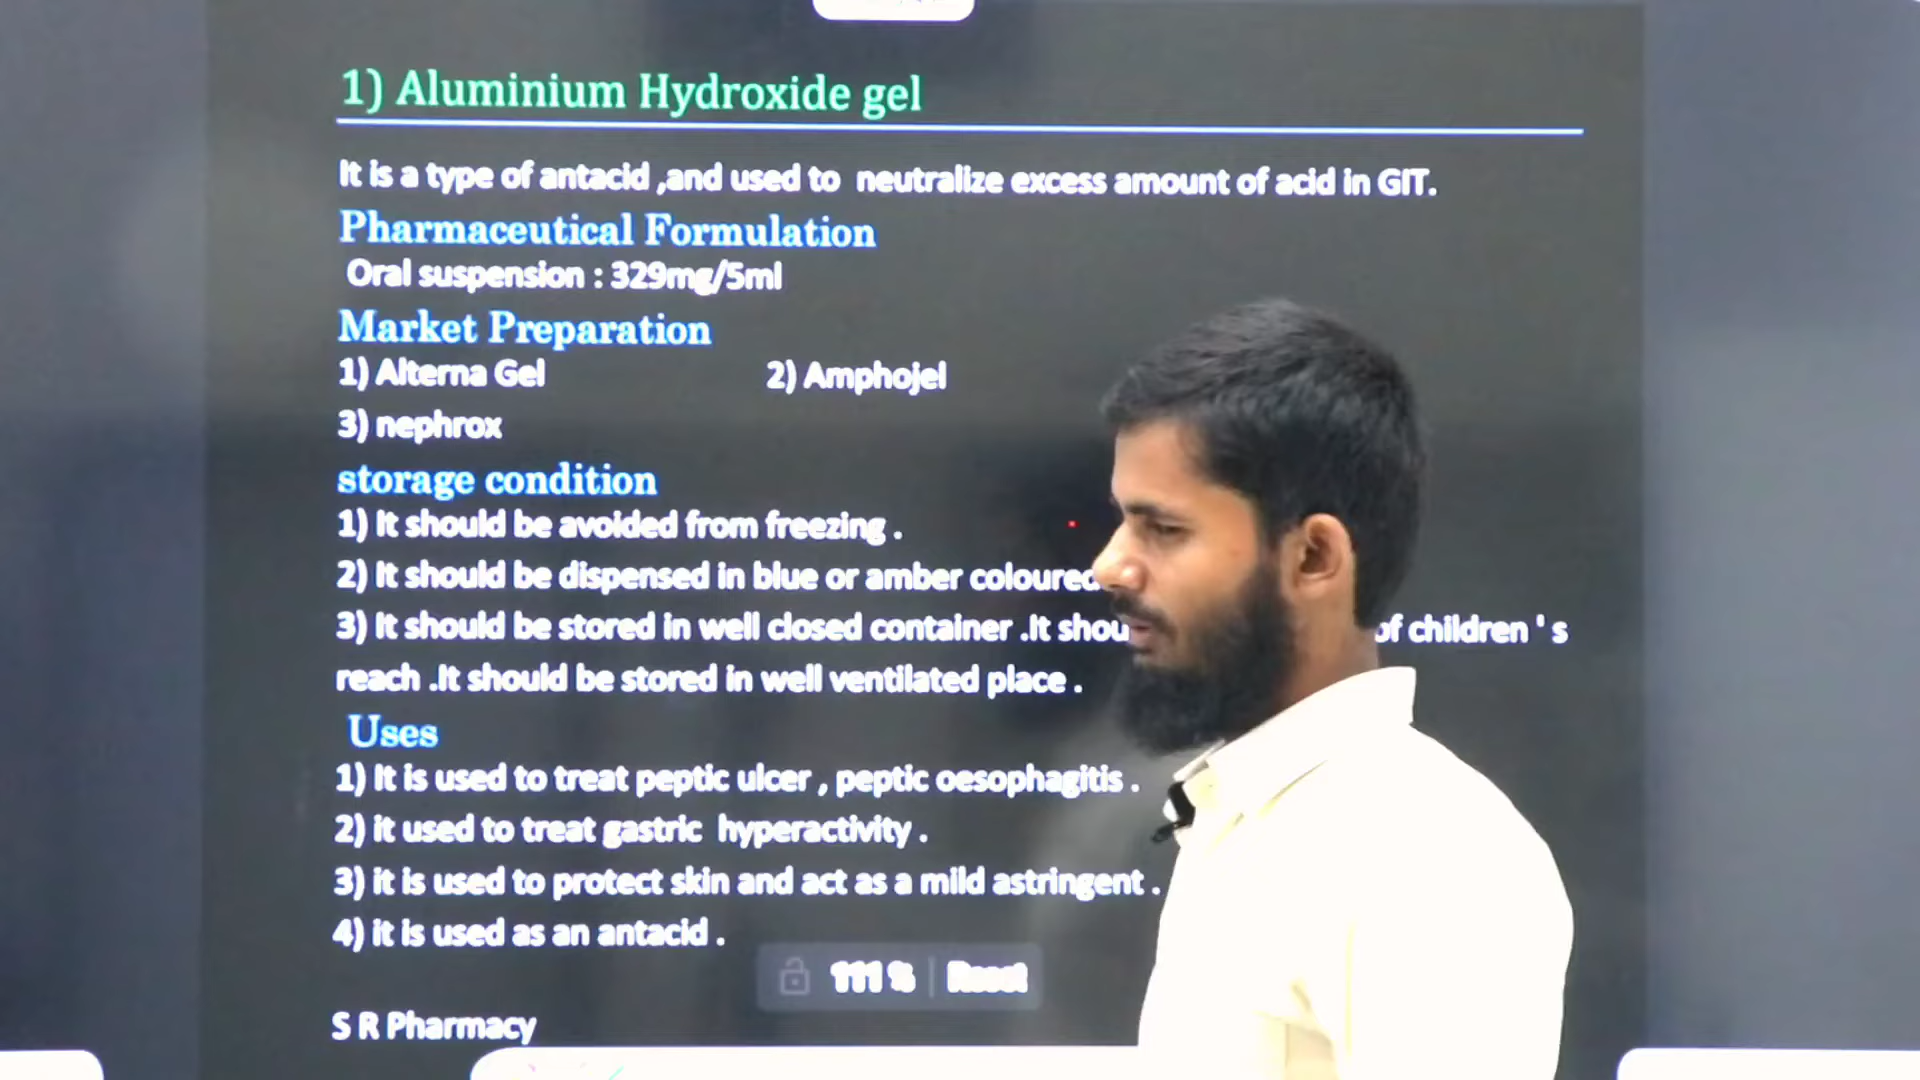 1) Aluminium Hydroxide gel
It is a type of antacid ,and used to neutralize excess amount of acid in GIT.
Pharmaceutical Formulation
Oral suspension : 329mg/5ml
Market Preparation
1) Alterna Gel 2) Amphojel
3) nephrox
storage condition
1) It should be avoided from freezing .
2) It should be dispensed in blue or amber coloured
3) It should be stored in well closed container .It of children ' s
reach .It should be stored in well ventilated place .
Uses
1) It is used to treat peptic ulcer , peptic oesophagitis .
2) it used to treat gastric hyperactivity .
3) it is used to protect skin and act as a mild astringent .
4) it is used as an antacid .
111 % | Reset
S R Pharmacy